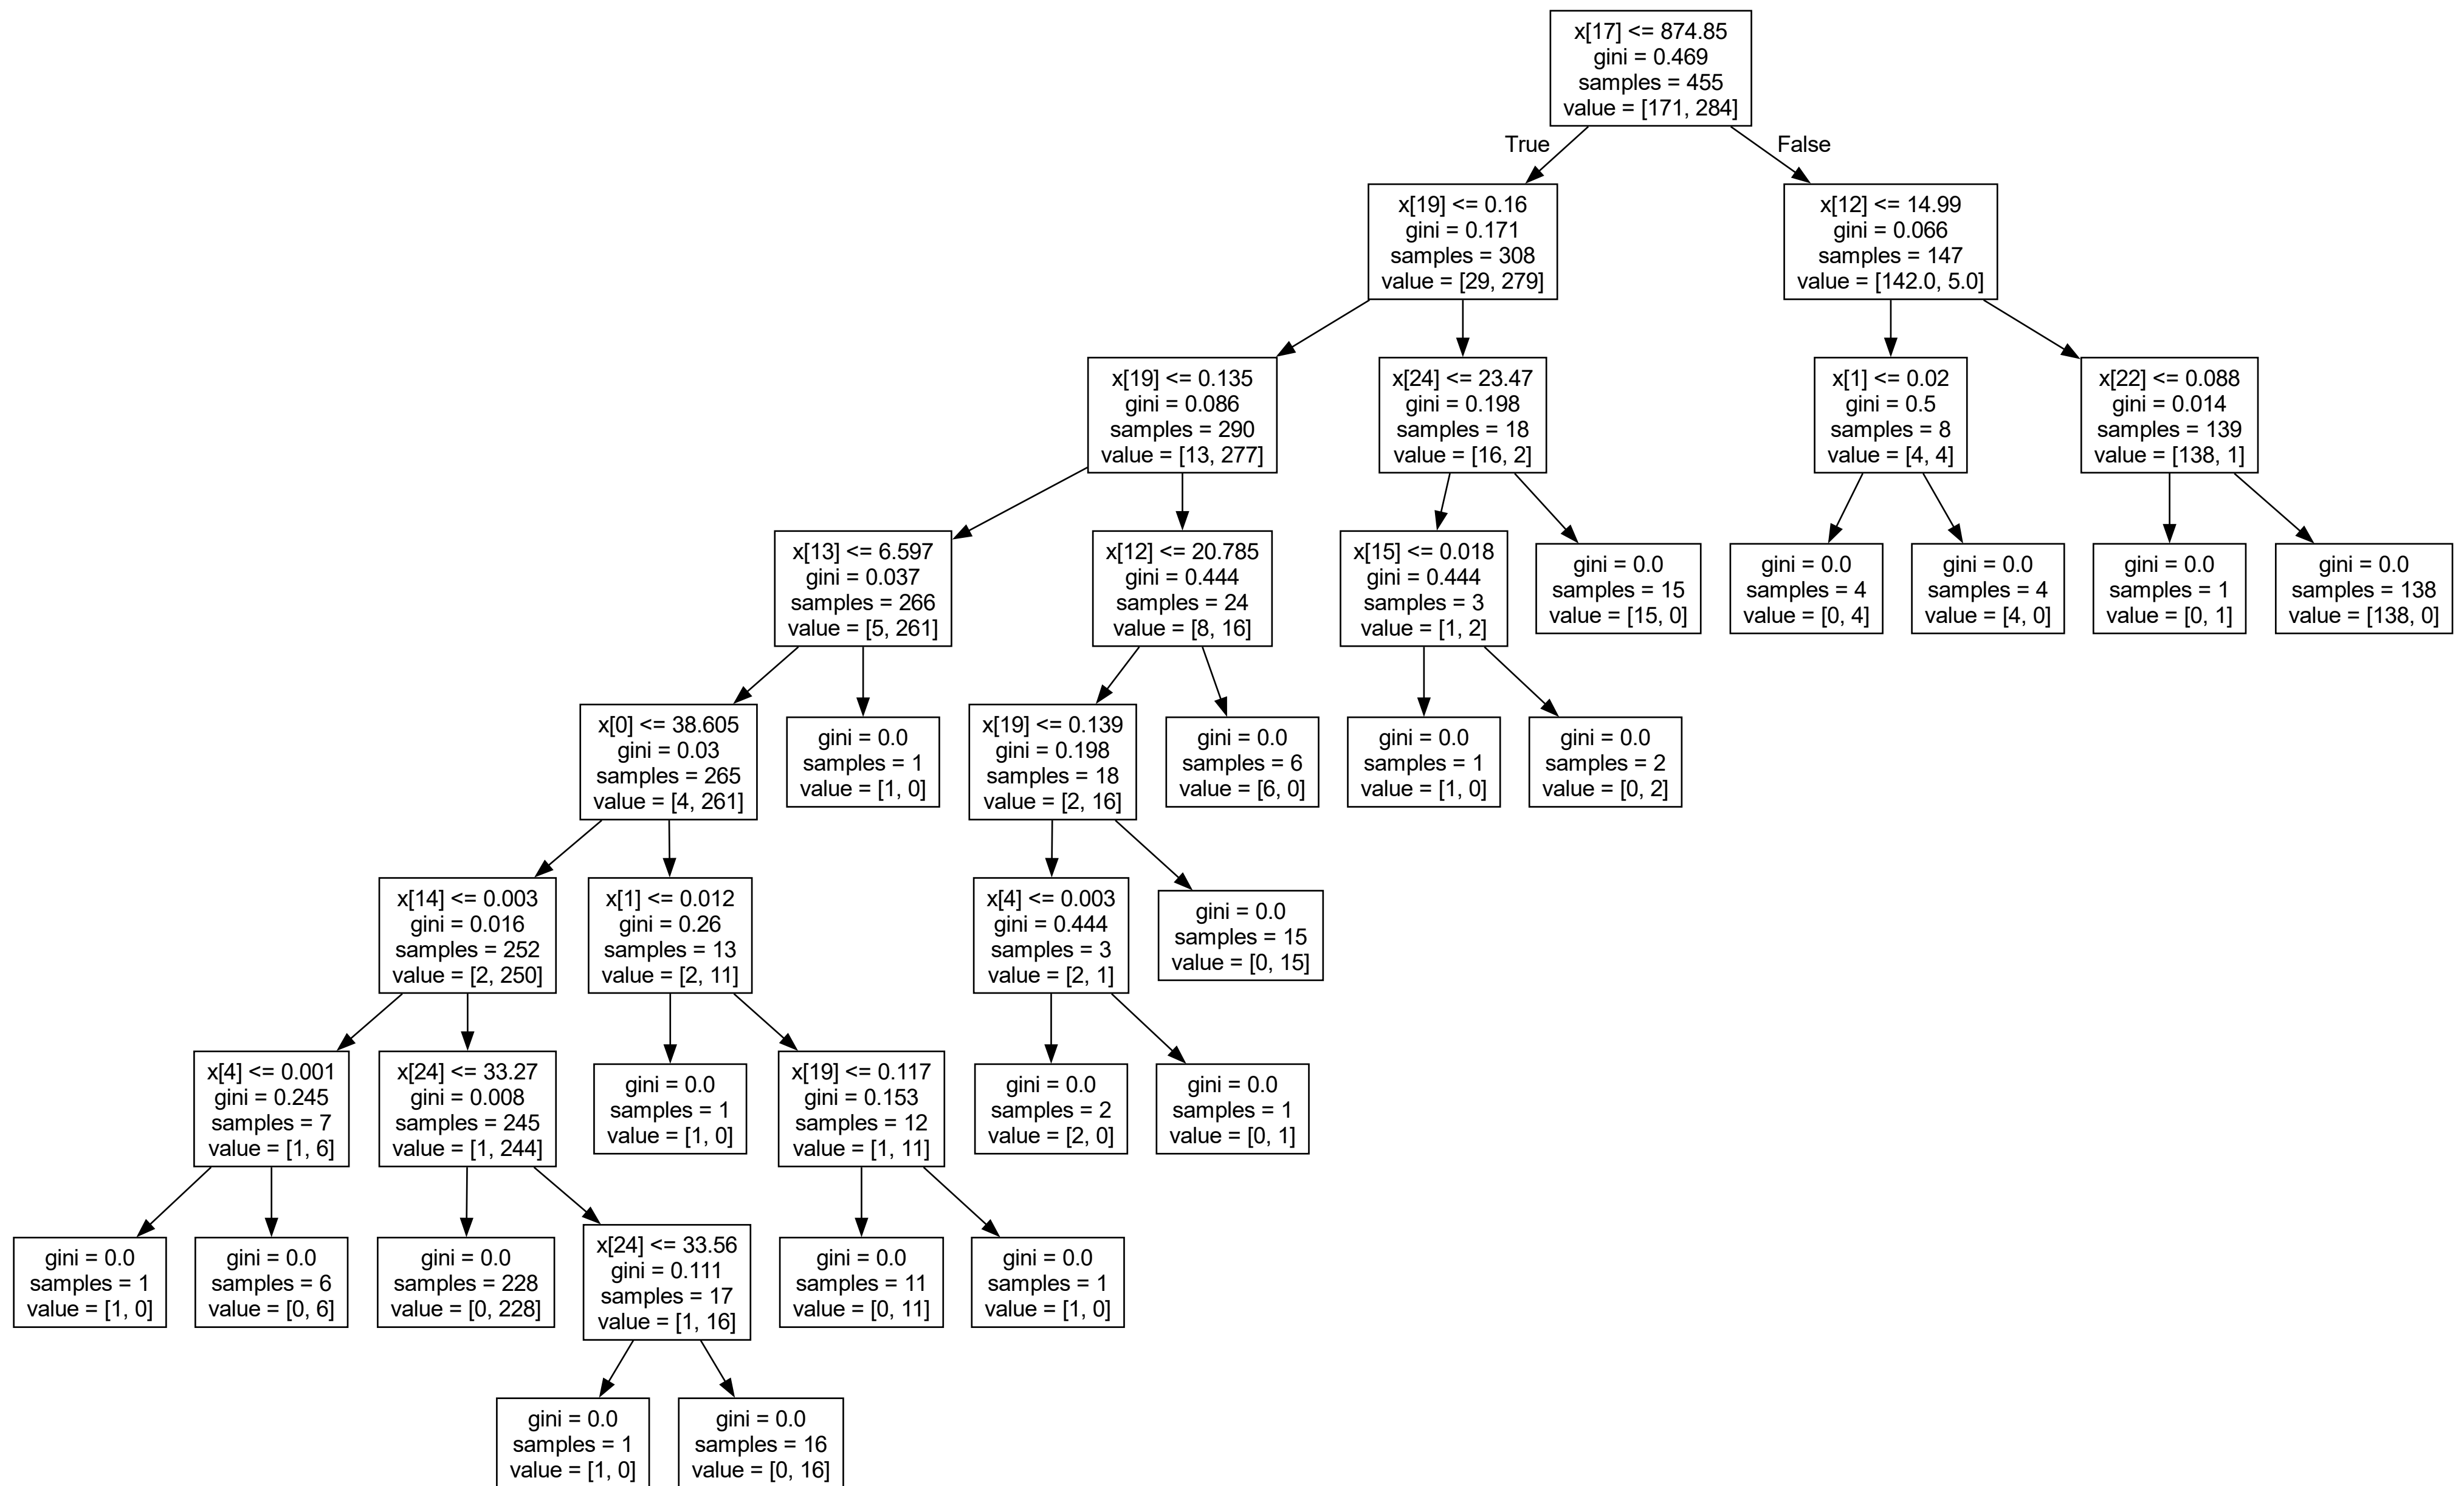 x[17] <= 874.85
gini = 0.469
samples = 455
value = [171, 284]
True
False
x[19] <= 0.16
gini = 0.171
samples = 308
value = [29, 279]
x[12] <= 14.99
gini = 0.066
samples = 147
value = [142.0, 5.0]
x[19] <= 0.135
gini = 0.086
samples = 290
value = [13, 277]
x[24] <= 23.47
gini = 0.198
samples = 18
value = [16, 2]
x[1] <= 0.02
gini = 0.5
samples = 8
value = [4, 4]
x[22] <= 0.088
gini = 0.014
samples = 139
value = [138, 1]
x[13] <= 6.597
gini = 0.037
samples = 266
value = [5, 261]
x[12] <= 20.785
gini = 0.444
samples = 24
value = [8, 16]
x[15] <= 0.018
gini = 0.444
samples = 3
value = [1, 2]
gini = 0.0
samples = 15
value = [15, 0]
gini = 0.0
samples = 4
value = [0, 4]
gini = 0.0
samples = 4
value = [4, 0]
gini = 0.0
samples = 1
value = [0, 1]
gini = 0.0
samples = 138
value = [138, 0]
x[0] <= 38.605
gini = 0.03
samples = 265
value = [4, 261]
gini = 0.0
samples = 1
value = [1, 0]
x[19] <= 0.139
gini = 0.198
samples = 18
value = [2, 16]
gini = 0.0
samples = 6
value = [6, 0]
gini = 0.0
samples = 1
value = [1, 0]
gini = 0.0
samples = 2
value = [0, 2]
x[14] <= 0.003
gini = 0.016
samples = 252
value = [2, 250]
x[1] <= 0.012
gini = 0.26
samples = 13
value = [2, 11]
x[4] <= 0.003
gini = 0.444
samples = 3
value = [2, 1]
gini = 0.0
samples = 15
value = [0, 15]
x[4] <= 0.001
gini = 0.245
samples = 7
value = [1, 6]
x[24] <= 33.27
gini = 0.008
samples = 245
value = [1, 244]
gini = 0.0
samples = 1
value = [1, 0]
x[19] <= 0.117
gini = 0.153
samples = 12
value = [1, 11]
gini = 0.0
samples = 2
value = [2, 0]
gini = 0.0
samples = 1
value = [0, 1]
gini = 0.0
samples = 1
value = [1, 0]
gini = 0.0
samples = 6
value = [0, 6]
gini = 0.0
samples = 228
value = [0, 228]
x[24] <= 33.56
gini = 0.111
samples = 17
value = [1, 16]
gini = 0.0
samples = 11
value = [0, 11]
gini = 0.0
samples = 1
value = [1, 0]
gini = 0.0
samples = 1
value = [1, 0]
gini = 0.0
samples = 16
value = [0, 16]